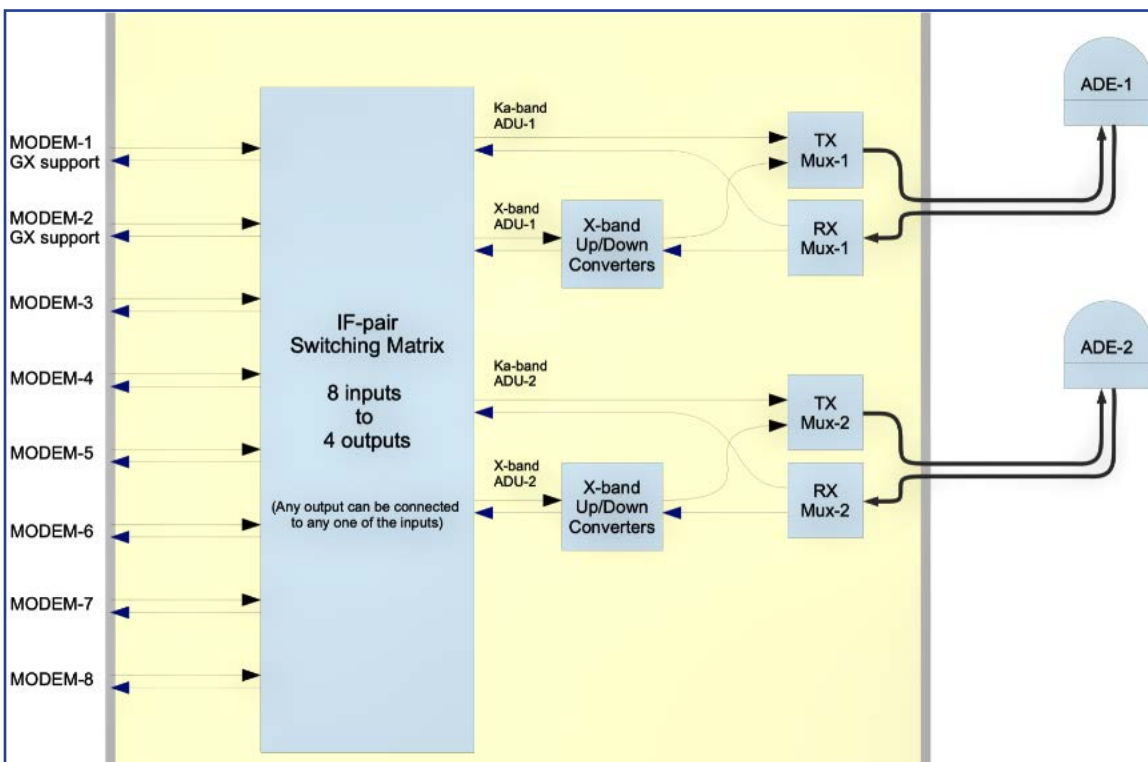 MODEM-1
GX support
MODEM-2
GX support
MODEM-3
MODEM-4
MODEM-5
MODEM-6
MODEM-7
MODEM-8
IF-pair
Switching Matrix
8 inputs
to
4 outputs
(Any output can be connected
to any one of the inputs)
Ka-band
ADU-1
X-band
ADU-1
X-band
Up/Down
Converters
TX
Mux-1
RX
Mux-1
ADE-1
Ka-band
ADU-2
X-band
ADU-2
X-band
Up/Down
Converters
TX
Mux-2
RX
Mux-2
ADE-2